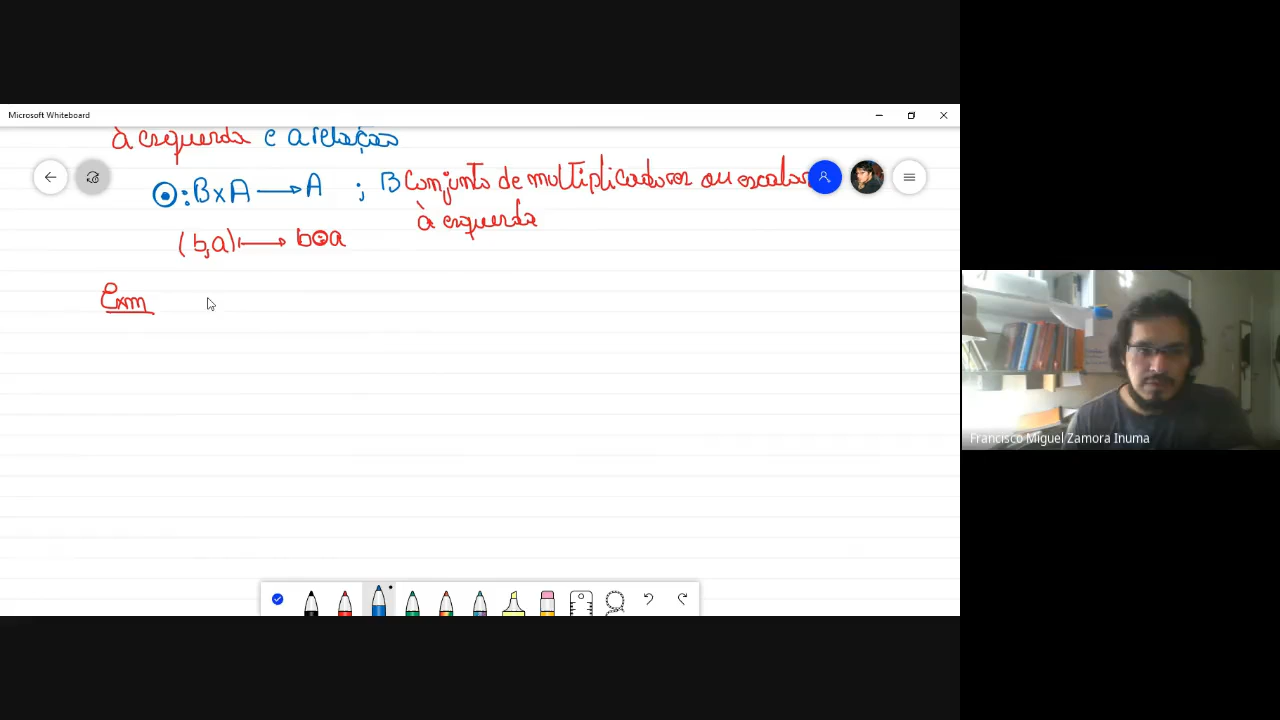 Microsoft Whiteboard
à esquerda e a relação
⊙ : B x A → A ; B Conjunto de multiplicadores ou escalar
à esquerda
(b,a) ↦ b⊙a
Exm
Francisco Miguel Zamora Inuma